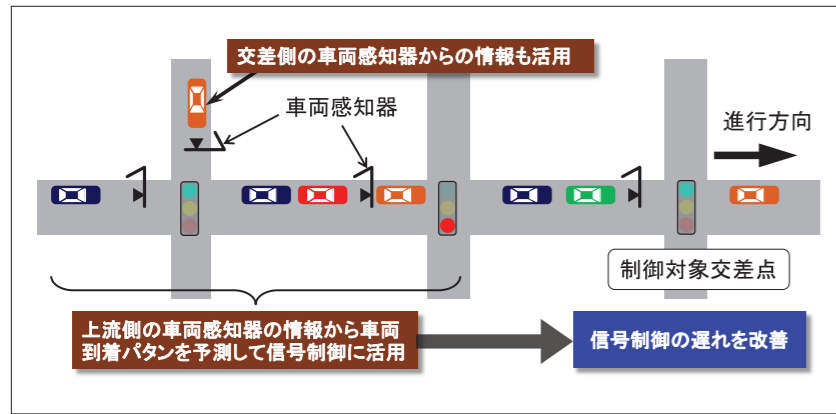 交差側の車両感知器からの情報も活用
車両感知器
進行方向
制御対象交差点
上流側の車両感知器の情報から車両
到着パタンを予測して信号制御に活用
信号制御の遅れを改善